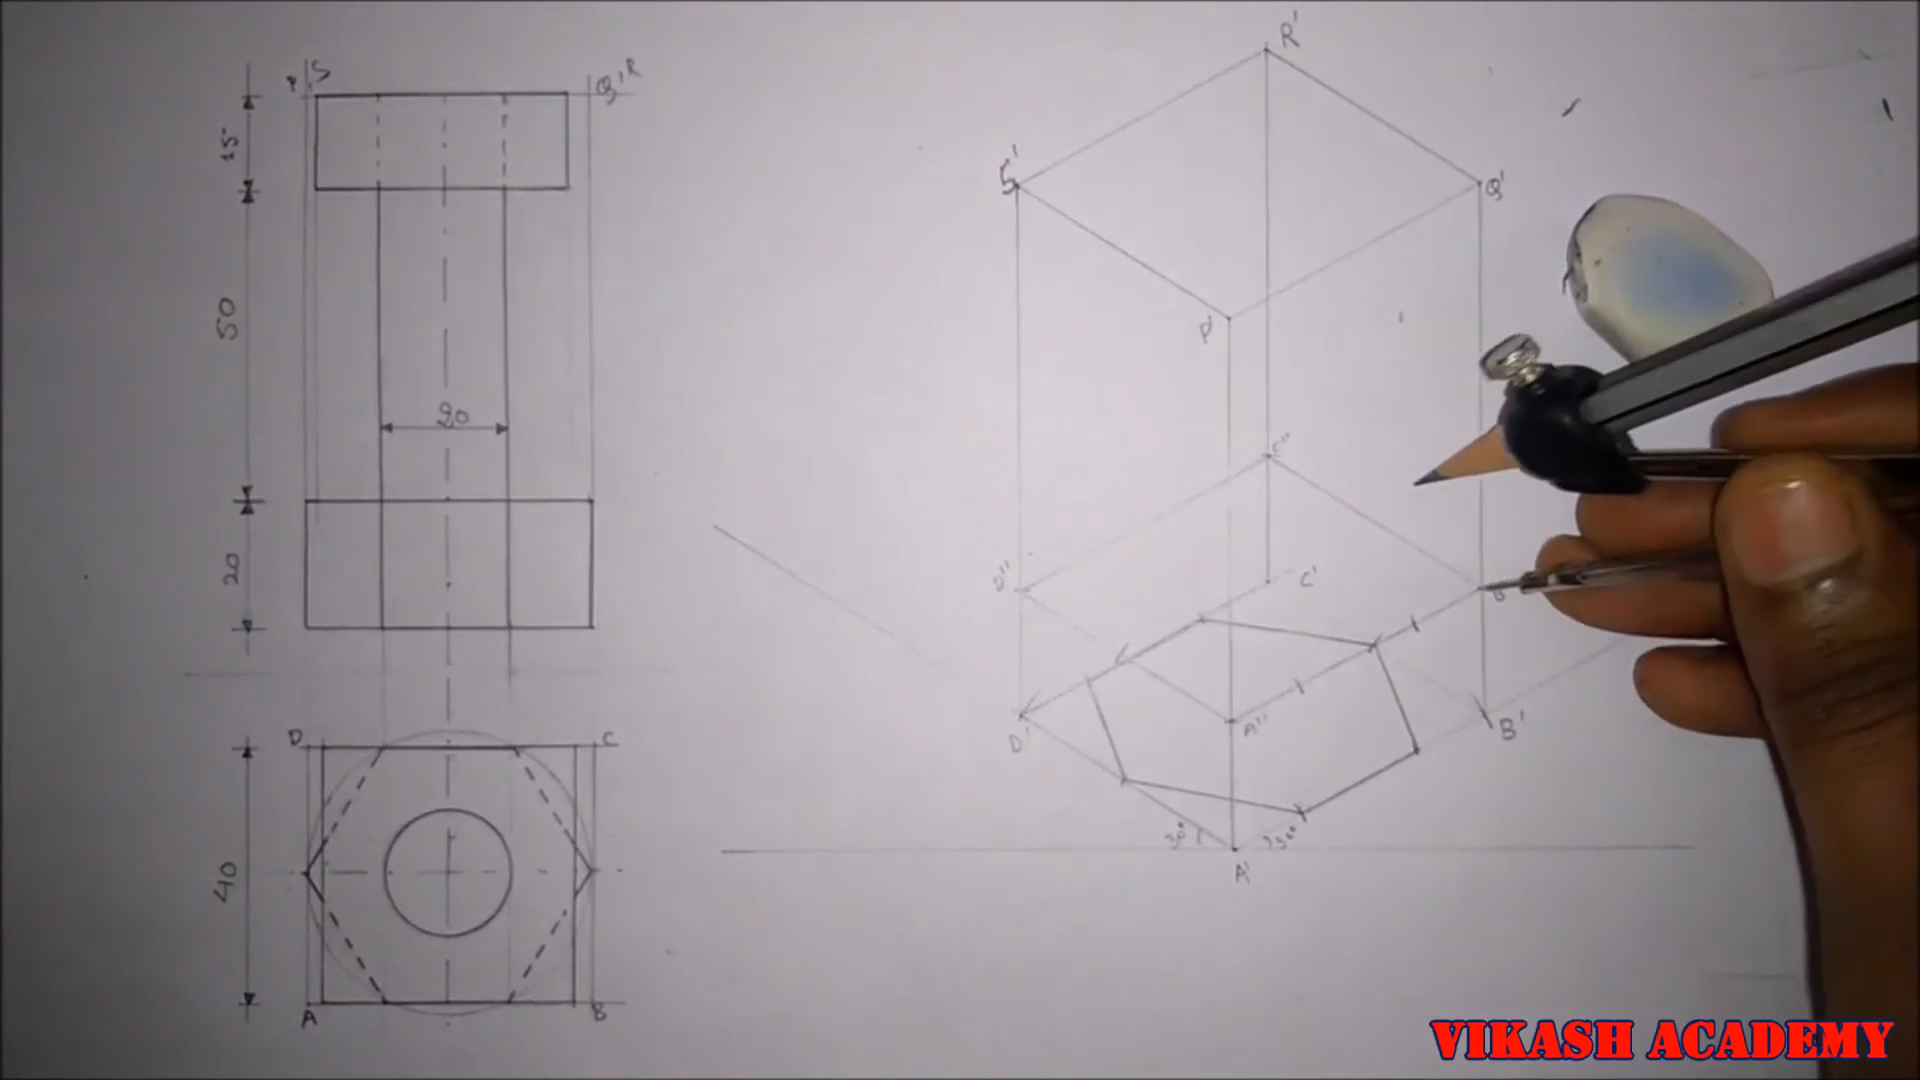 P S
Q' R
15
50
20
20
40
D
C
A
B
R'
S'
Q'
P'
C"
D"
C'
A"
D'
B'
30°
30°
A'
VIKASH ACADEMY